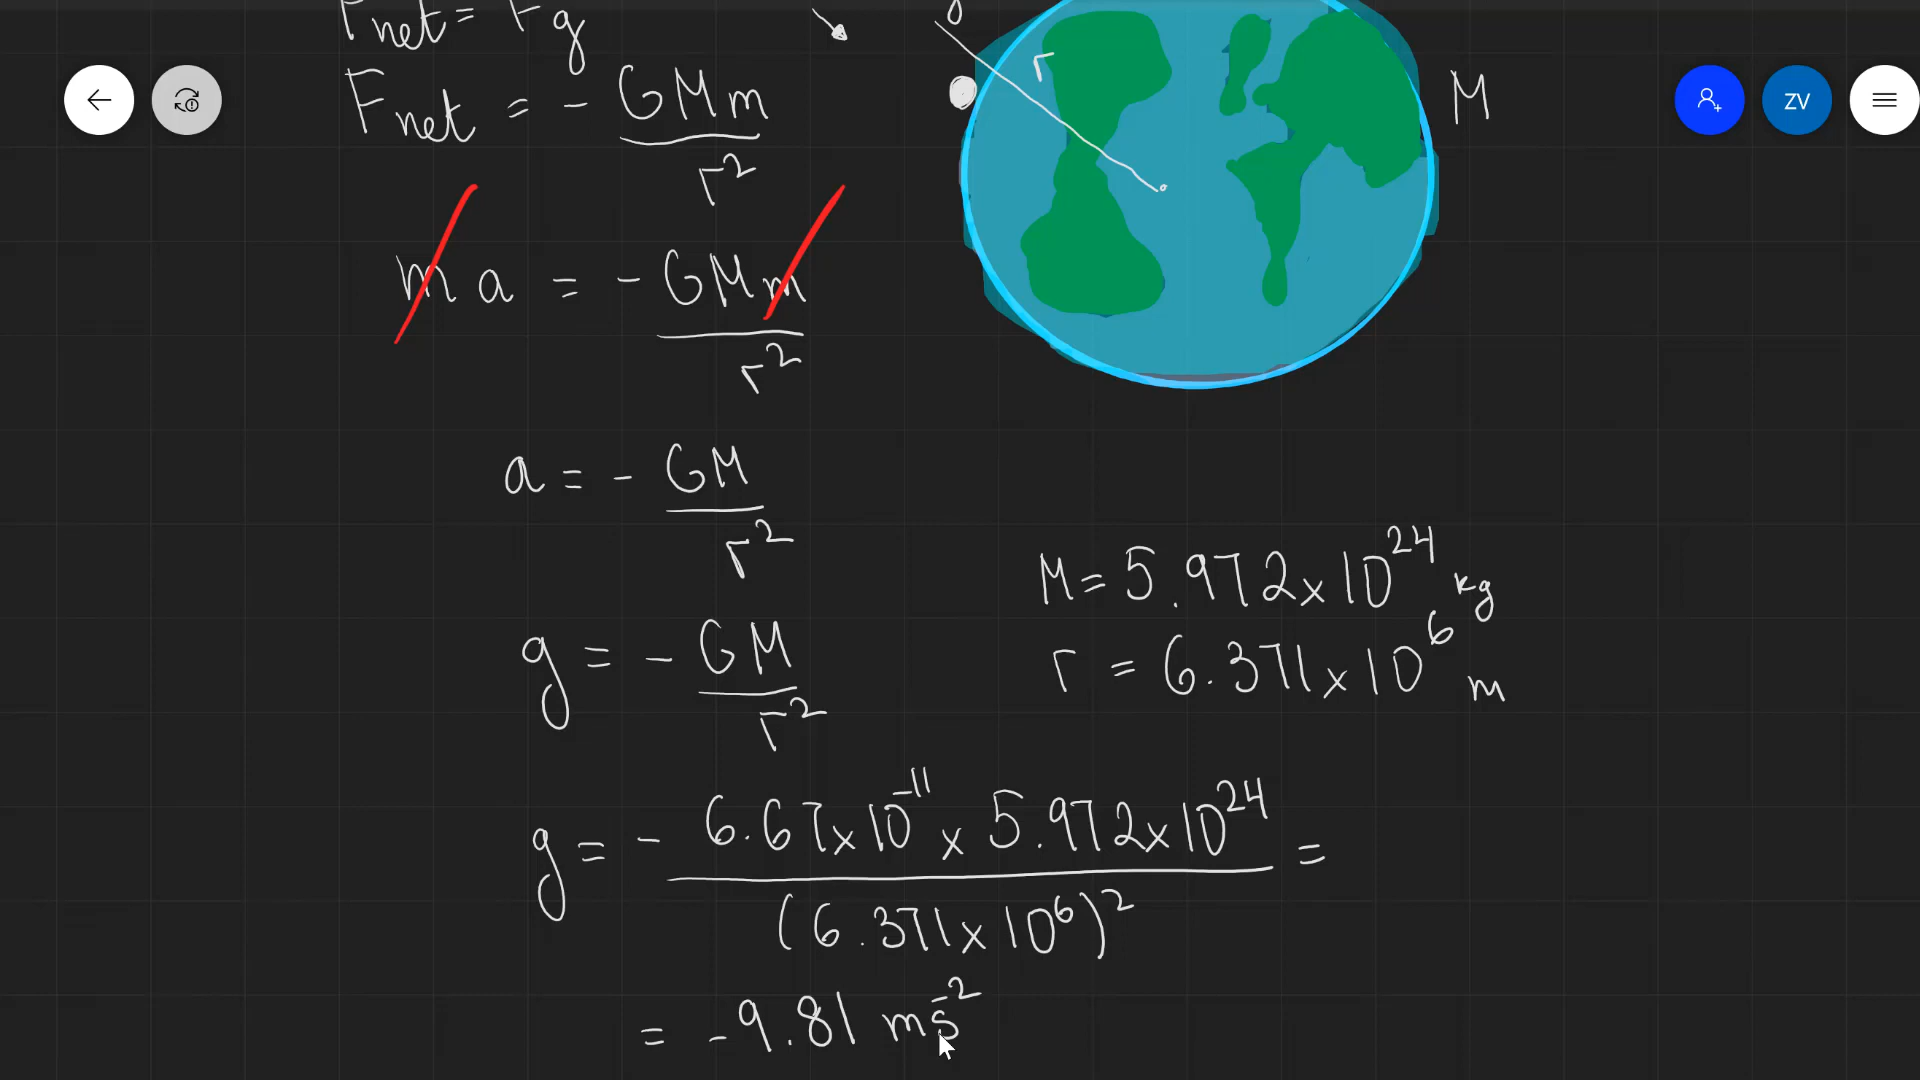 Fnet = Fg
Fnet = - GMm
r²
r
M
ZV
m a = - GMm
r²
a = - GM
r²
M = 5.972 x 10²⁴ kg
r = 6.371 x 10⁶ m
g = - GM
r²
g = - 6.67 x 10⁻¹¹ x 5.972 x 10²⁴ =
(6.371 x 10⁶)²
= -9.81 ms⁻²